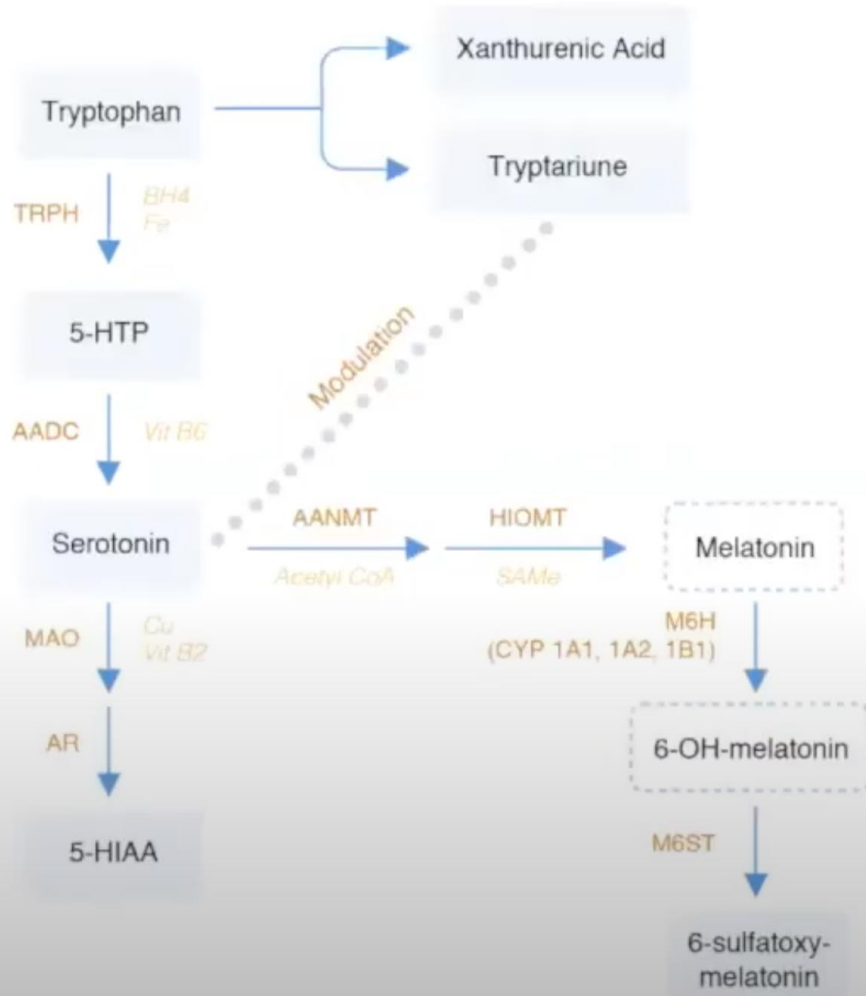 Xanthurenic Acid
Tryptophan
Tryptariune
TRPH
BH4
Fe
5-HTP
Modulation
AADC
Vit B6
Serotonin
AANMT
Acetyl CoA
HIOMT
SAMe
Melatonin
MAO
Cu
Vit B2
M6H
(CYP 1A1, 1A2, 1B1)
AR
6-OH-melatonin
5-HIAA
M6ST
6-sulfatoxy-
melatonin